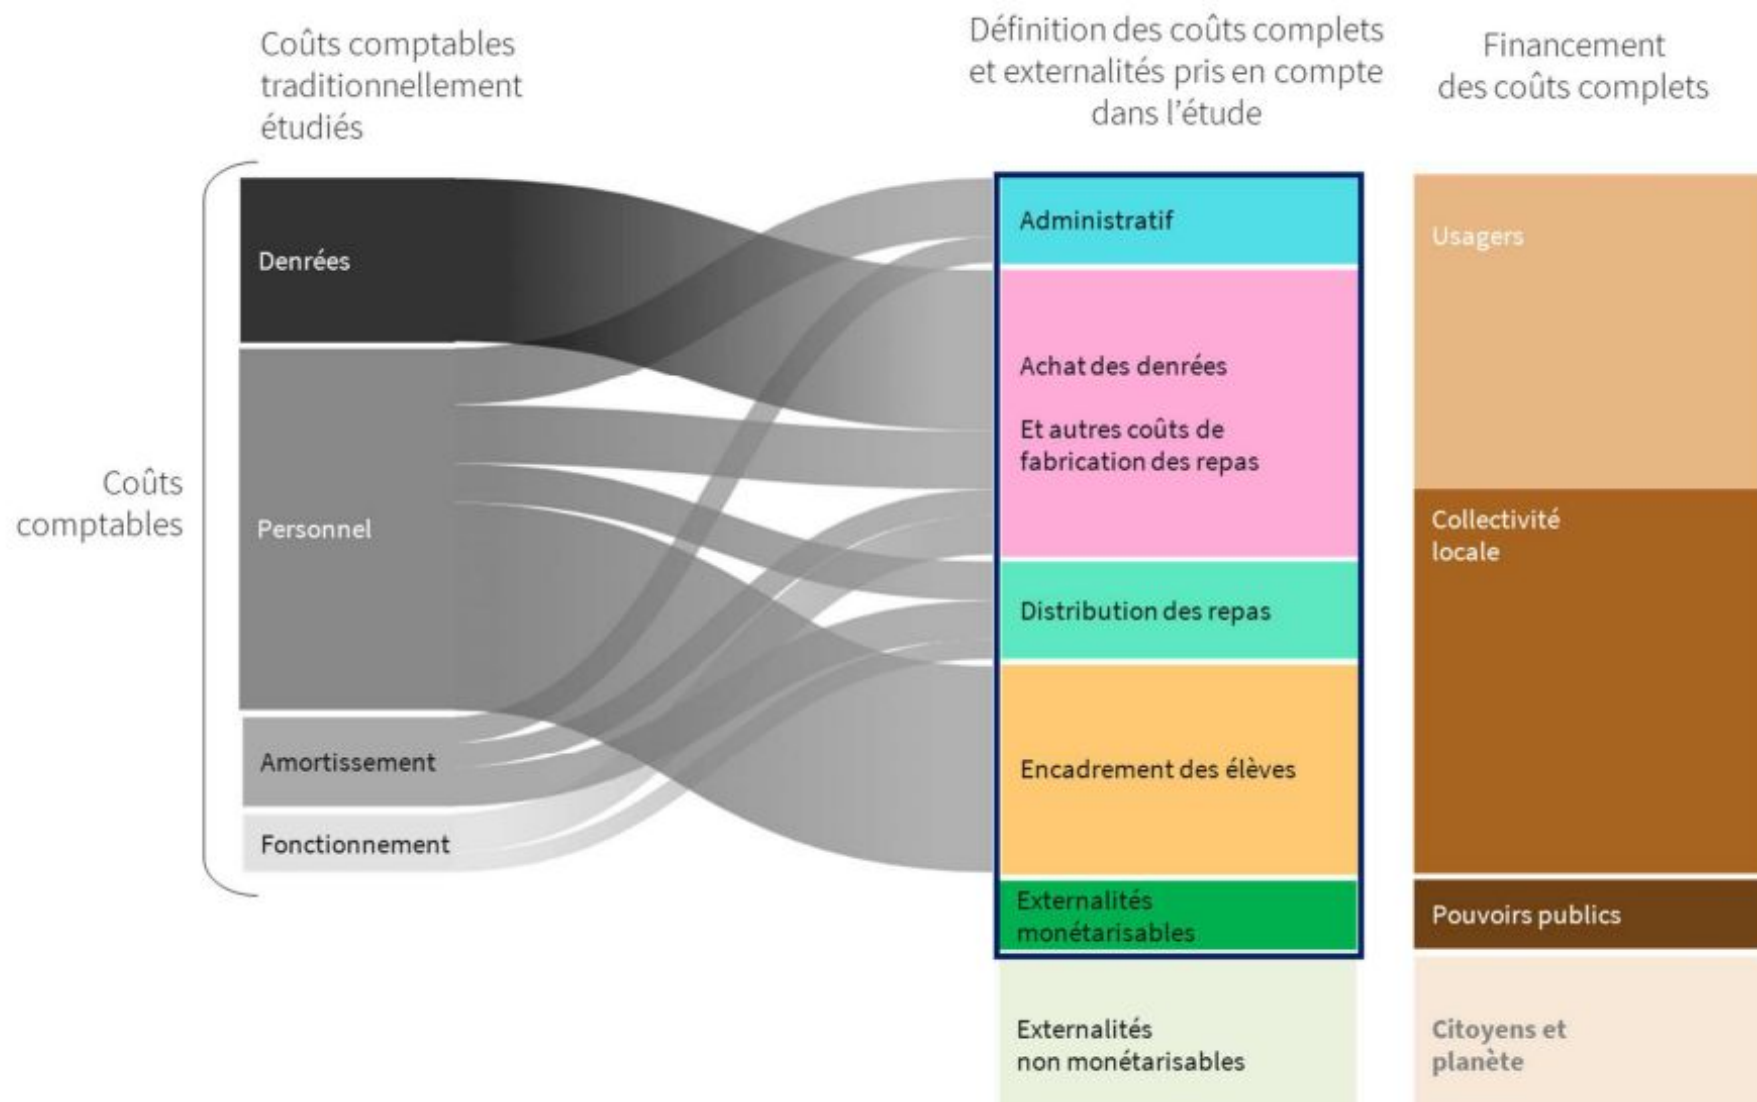 Coûts comptables
traditionnellement
étudiés
Définition des coûts complets
et externalités pris en compte
dans l’étude
Financement
des coûts complets
Coûts
comptables
Denrées
Personnel
Amortissement
Fonctionnement
Administratif
Achat des denrées
Et autres coûts de
fabrication des repas
Distribution des repas
Encadrement des élèves
Externalités
monétarisables
Externalités
non monétarisables
Usagers
Collectivité
locale
Pouvoirs publics
Citoyens et
planète